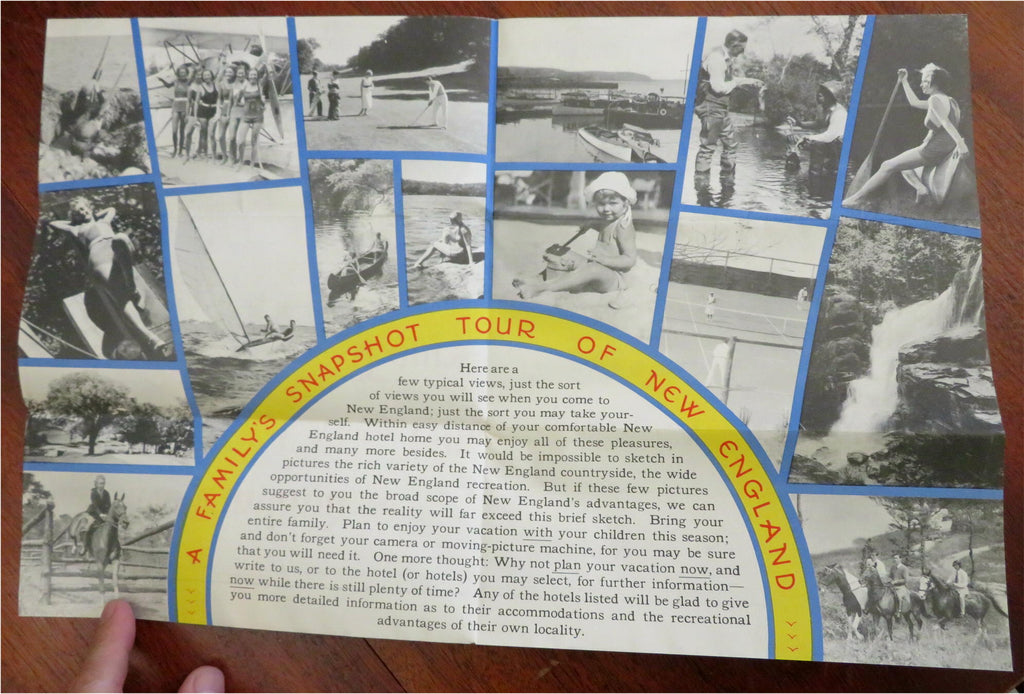 A FAMILY'S SNAPSHOT TOUR OF NEW ENGLAND
Here are a
few typical views, just the sort
of views you will see when you come to
New England; just the sort you may take your-
self. Within easy distance of your comfortable New
England hotel home you may enjoy all of these pleasures,
and many more besides. It would be impossible to sketch in
pictures the rich variety of the New England countryside, the wide
opportunities of New England recreation. But if these few pictures
suggest to you the broad scope of New England's advantages, we can
assure you that the reality will far exceed this brief sketch. Bring your
entire family. Plan to enjoy your vacation with your children this season;
and don't forget your camera or moving-picture machine, for you may be sure
that you will need it. One more thought: Why not plan your vacation now, and
write to us, or to the hotel (or hotels) you may select, for further information—
now while there is still plenty of time? Any of the hotels listed will be glad to give
you more detailed information as to their accommodations and the recreational
advantages of their own locality.